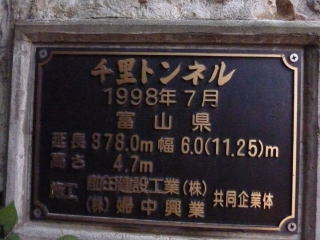 千里トンネル
1998年7月
富山県
延長378.0m 幅6.0(11.25)m
高さ 4.7m
施工 建設工業(株) 共同企業体
(株)婦中興業